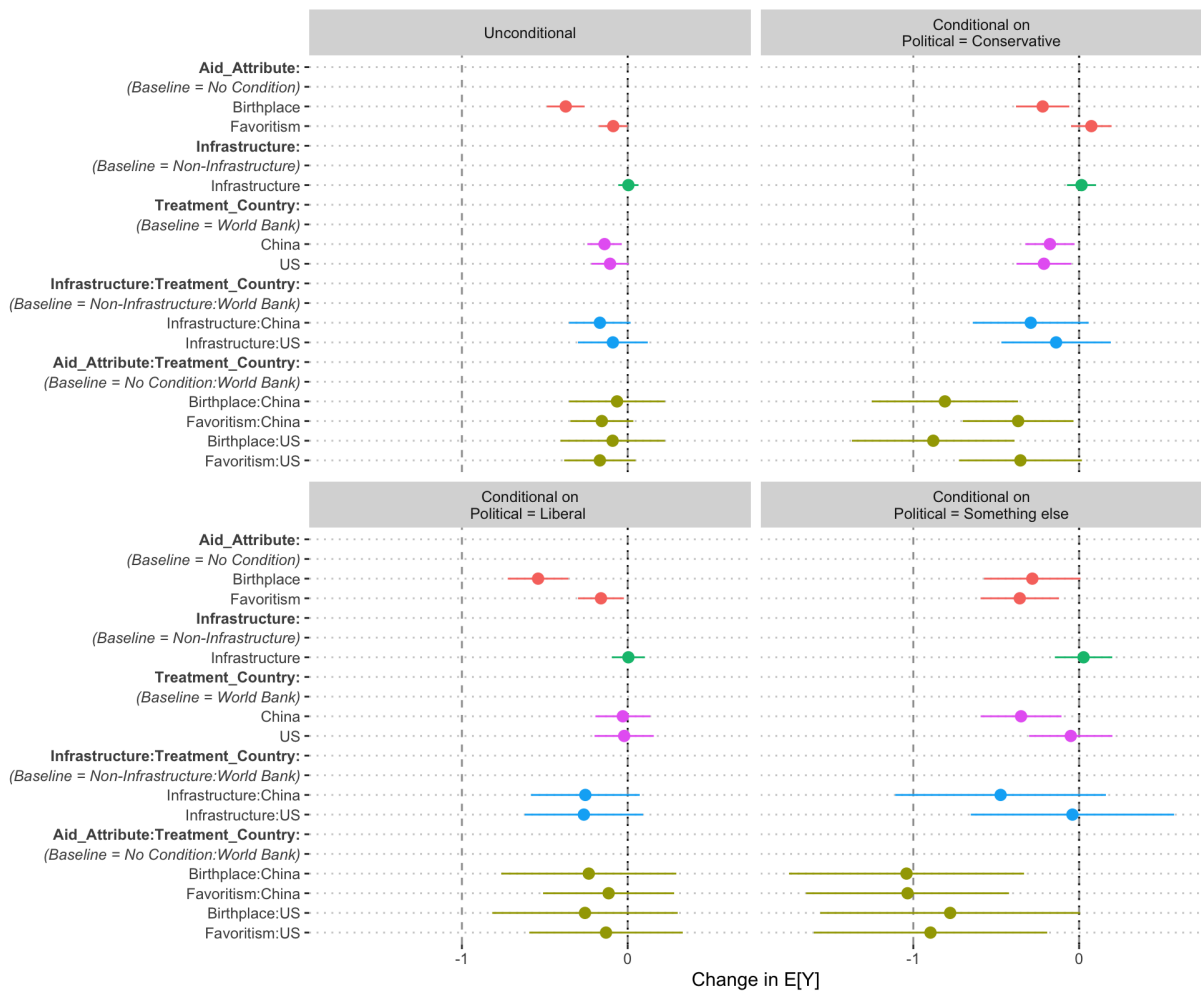 Unconditional
Conditional on
Political = Conservative
Aid_Attribute:
(Baseline = No Condition)
Birthplace
Favoritism
Infrastructure:
(Baseline = Non-Infrastructure)
Infrastructure
Treatment_Country:
(Baseline = World Bank)
China
US
Infrastructure:Treatment_Country:
(Baseline = Non-Infrastructure:World Bank)
Infrastructure:China
Infrastructure:US
Aid_Attribute:Treatment_Country:
(Baseline = No Condition:World Bank)
Birthplace:China
Favoritism:China
Birthplace:US
Favoritism:US
Conditional on
Political = Liberal
Conditional on
Political = Something else
Aid_Attribute:
(Baseline = No Condition)
Birthplace
Favoritism
Infrastructure:
(Baseline = Non-Infrastructure)
Infrastructure
Treatment_Country:
(Baseline = World Bank)
China
US
Infrastructure:Treatment_Country:
(Baseline = Non-Infrastructure:World Bank)
Infrastructure:China
Infrastructure:US
Aid_Attribute:Treatment_Country:
(Baseline = No Condition:World Bank)
Birthplace:China
Favoritism:China
Birthplace:US
Favoritism:US
-1 0 -1 0
Change in E[Y]